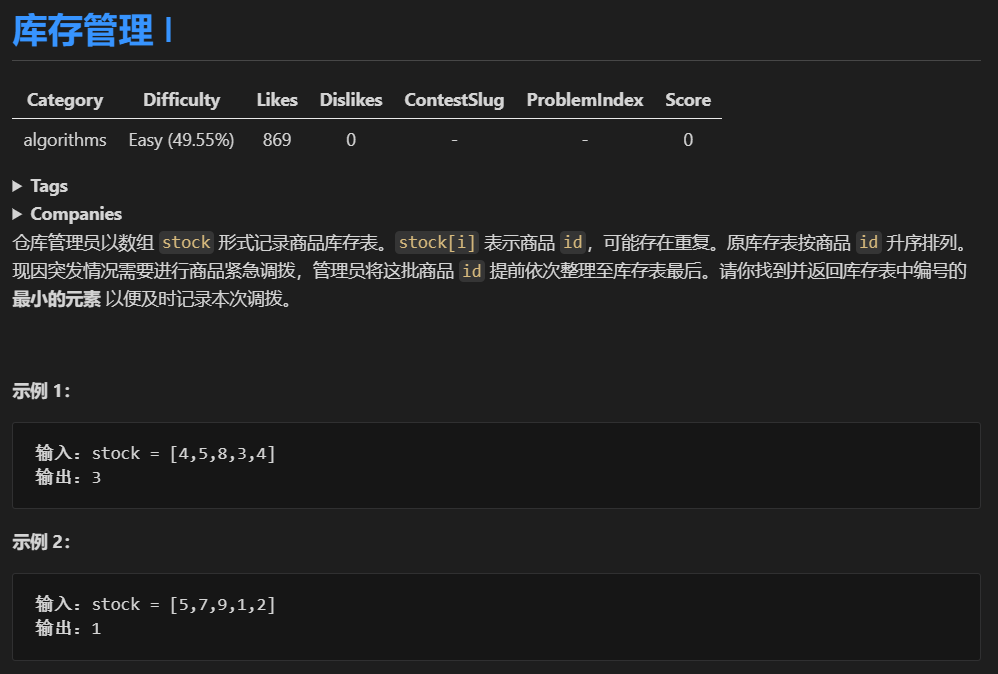 库存管理 I
Category Difficulty Likes Dislikes ContestSlug ProblemIndex Score
algorithms Easy (49.55%) 869 0 - - 0
▶ Tags
▶ Companies
仓库管理员以数组 stock 形式记录商品库存表。stock[i] 表示商品 id，可能存在重复。原库存表按商品 id 升序排列。
现因突发情况需要进行商品紧急调拨，管理员将这批商品 id 提前依次整理至库存表最后。请你找到并返回库存表中编号的
最小的元素 以便及时记录本次调拨。
示例 1：
输入：stock = [4,5,8,3,4]
输出：3
示例 2：
输入：stock = [5,7,9,1,2]
输出：1